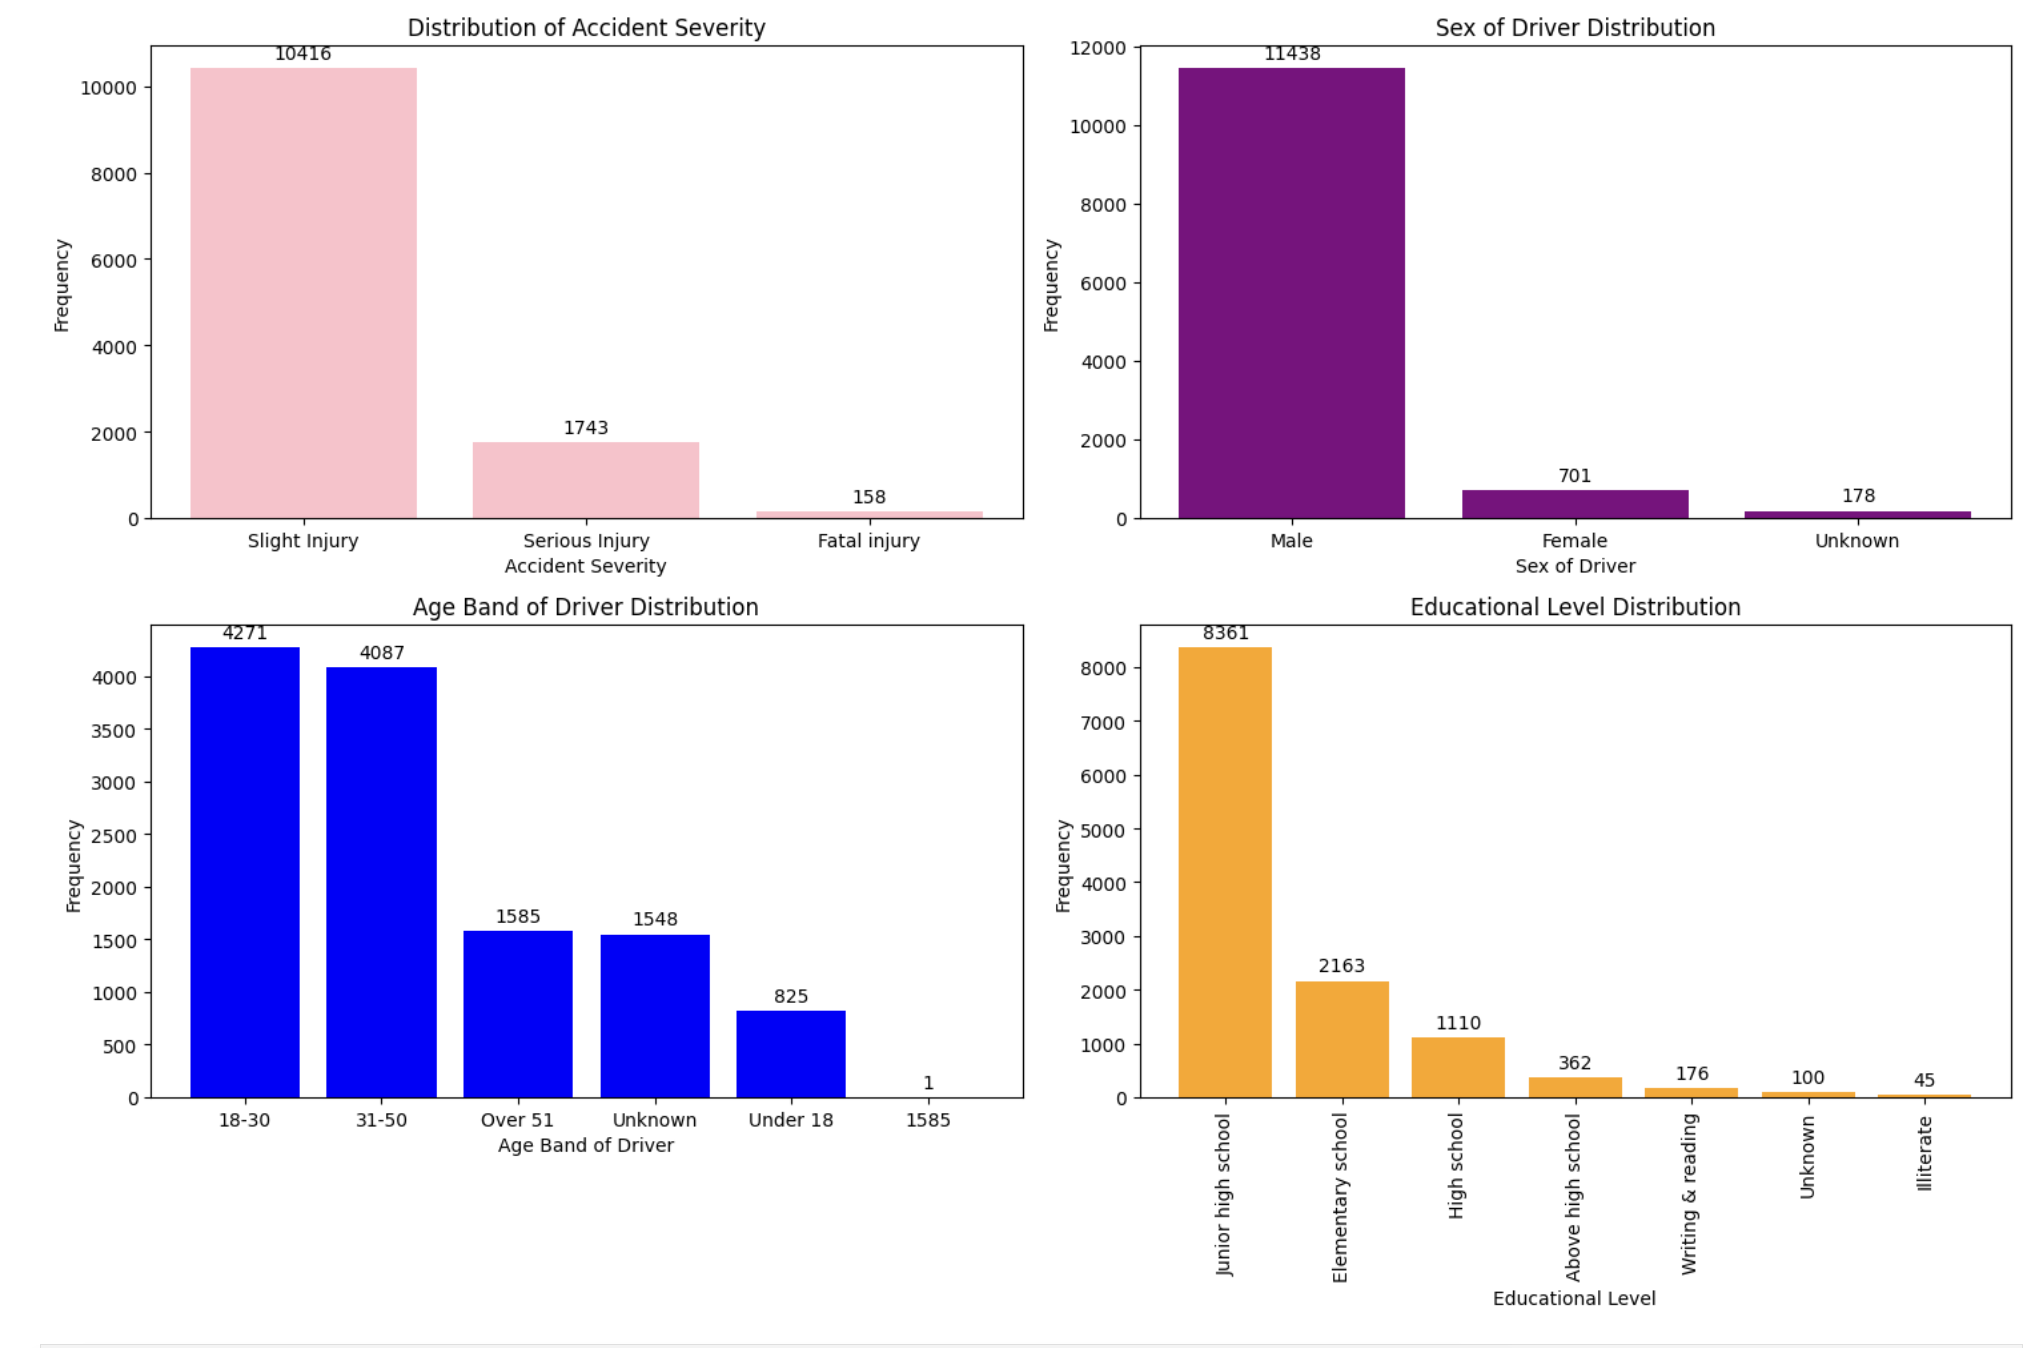 Distribution of Accident Severity
10416
10000
8000
6000
4000
2000
0
Frequency
1743
158
Slight Injury
Serious Injury
Fatal injury
Accident Severity
Sex of Driver Distribution
12000
11438
10000
8000
6000
4000
2000
0
Frequency
701
178
Male
Female
Unknown
Sex of Driver
Age Band of Driver Distribution
4271
4087
4000
3500
3000
2500
2000
1500
1000
500
0
Frequency
1585
1548
825
1
18-30
31-50
Over 51
Unknown
Under 18
1585
Age Band of Driver
Educational Level Distribution
8361
8000
7000
6000
5000
4000
3000
2000
1000
0
Frequency
2163
1110
362
176
100
45
Junior high school
Elementary school
High school
Above high school
Writing & reading
Unknown
Illiterate
Educational Level